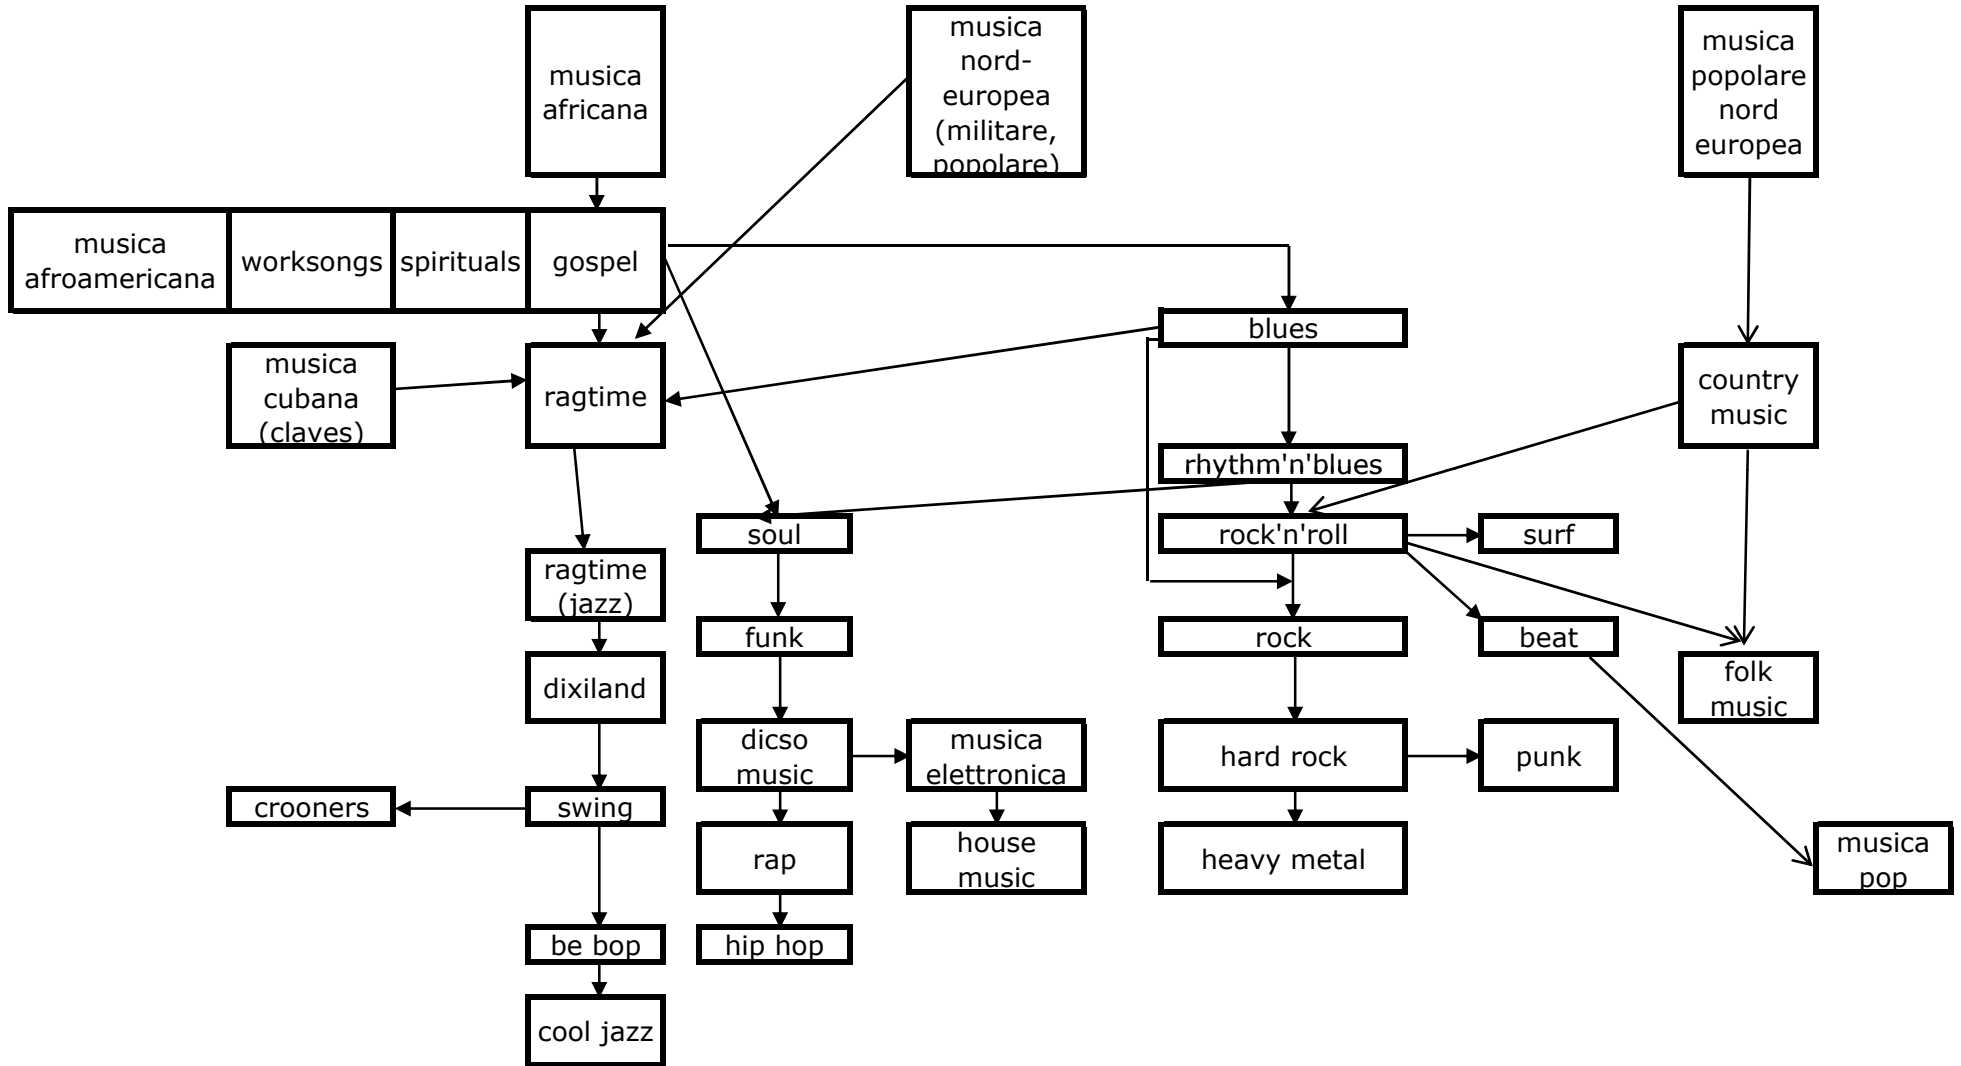 musica
africana
musica
nord-
europea
(militare,
popolare)
musica
popolare
nord
europea
musica
afroamericana
worksongs
spirituals
gospel
blues
musica
cubana
(claves)
ragtime
country
music
rhythm'n'blues
soul
rock'n'roll
surf
ragtime
(jazz)
funk
rock
beat
dixiland
folk
music
dicso
music
musica
elettronica
hard rock
punk
crooners
swing
rap
house
music
heavy metal
musica
pop
be bop
hip hop
cool jazz